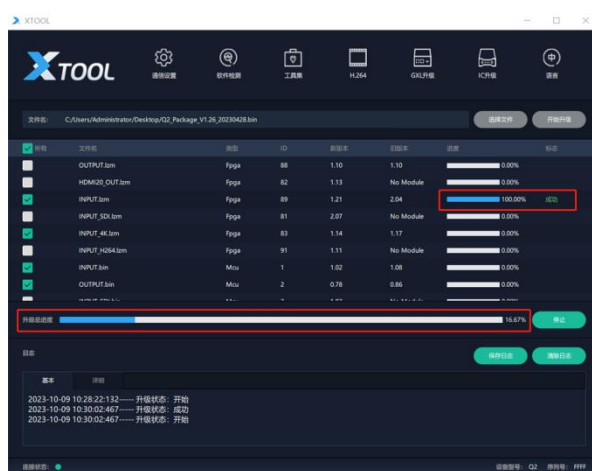 XTOOL
XTOOL
通信设置 软件检测 工具集 H.264 GXL升级 IC升级 语言
文件名: C:/Users/Administrator/Desktop/Q2_Package_V1.26_20230428.bin 选择文件 开始升级
所有 文件名 类型 ID 新版本 旧版本 进度 标志
OUTPUT.lzm Fpga 88 1.10 1.10 0.00%
HDMI20_OUT.lzm Fpga 82 1.13 No Module 0.00%
INPUT.lzm Fpga 89 1.21 2.04 100.00% 成功
INPUT_SDI.lzm Fpga 81 2.07 No Module 0.00%
INPUT_4K.lzm Fpga 83 1.14 1.17 0.00%
INPUT_H264.lzm Fpga 91 1.11 No Module 0.00%
INPUT.bin Mcu 1 1.02 1.08 0.00%
OUTPUT.bin Mcu 2 0.78 0.86 0.00%
升级总进度 16.67% 停止
日志 保存日志 清除日志
基本 详细
2023-10-09 10:28:22:132----- 升级状态: 开始
2023-10-09 10:30:02:467----- 升级状态: 成功
2023-10-09 10:30:02:467----- 升级状态: 开始
连接状态: 设备型号: Q2 序列号: FFFF